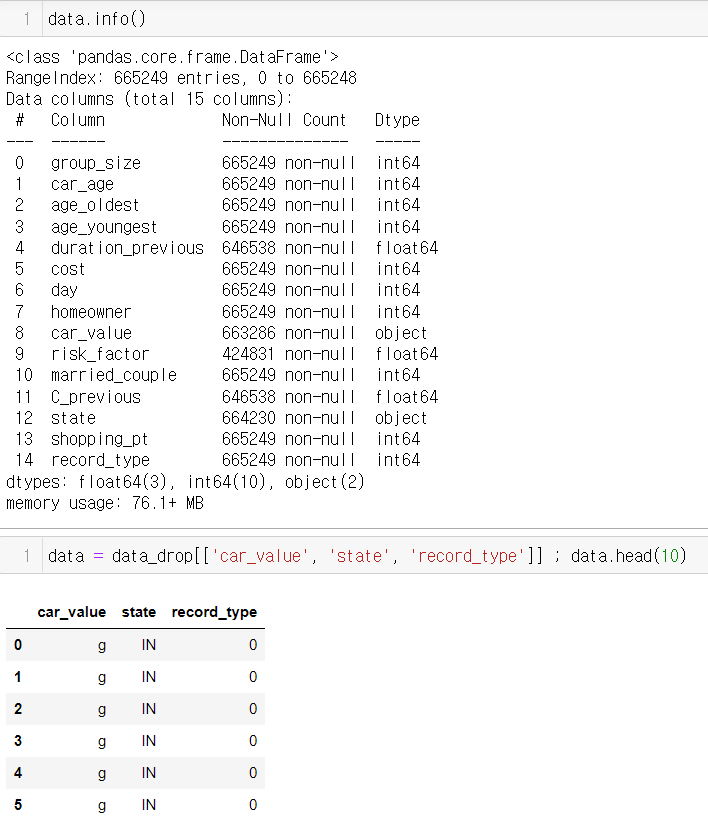 1 data.info()
<class 'pandas.core.frame.DataFrame'>
RangeIndex: 665249 entries, 0 to 665248
Data columns (total 15 columns):
# Column Non-Null Count Dtype
--- ------ -------------- -----
0 group_size 665249 non-null int64
1 car_age 665249 non-null int64
2 age_oldest 665249 non-null int64
3 age_youngest 665249 non-null int64
4 duration_previous 646538 non-null float64
5 cost 665249 non-null int64
6 day 665249 non-null int64
7 homeowner 665249 non-null int64
8 car_value 663286 non-null object
9 risk_factor 424831 non-null float64
10 married_couple 665249 non-null int64
11 C_previous 646538 non-null float64
12 state 664230 non-null object
13 shopping_pt 665249 non-null int64
14 record_type 665249 non-null int64
dtypes: float64(3), int64(10), object(2)
memory usage: 76.1+ MB
1 data = data_drop[['car_value', 'state', 'record_type']] ; data.head(10)
car_value state record_type
0 g IN 0
1 g IN 0
2 g IN 0
3 g IN 0
4 g IN 0
5 g IN 0